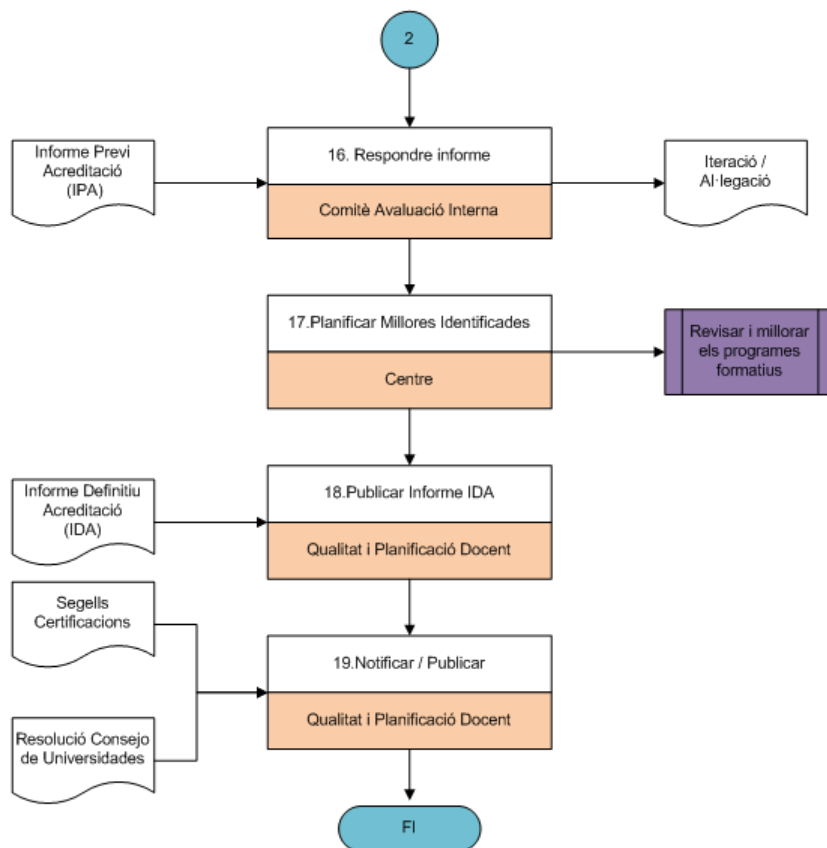 2
Informe Previ
Acreditació
(IPA)
16. Respondre informe
Comitè Avaluació Interna
Iteració /
Al·legació
17.Planificar Millores Identificades
Centre
Revisar i millorar
els programes
formatius
Informe Definitiu
Acreditació
(IDA)
18.Publicar Informe IDA
Qualitat i Planificació Docent
Segells
Certificacions
19.Notificar / Publicar
Qualitat i Planificació Docent
Resolució Consejo
de Universidades
FI